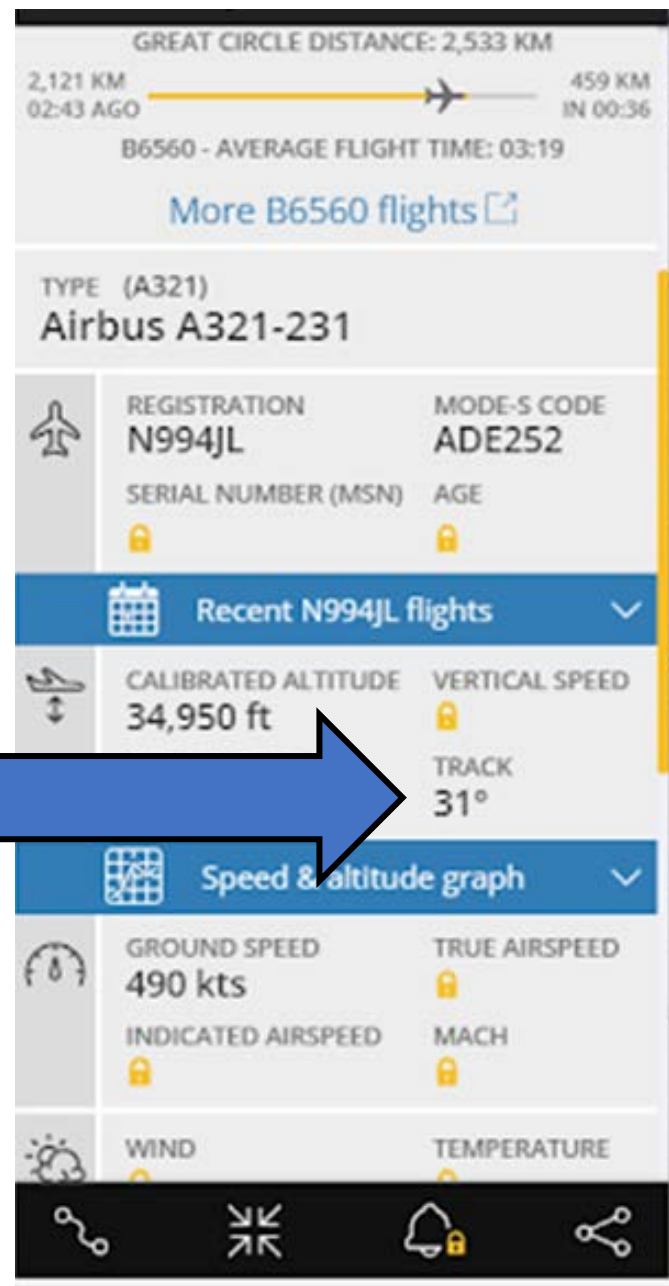 GREAT CIRCLE DISTANCE: 2,533 KM
2,121 KM 459 KM
02:43 AGO IN 00:36
B6560 - AVERAGE FLIGHT TIME: 03:19
More B6560 flights
TYPE (A321)
Airbus A321-231
REGISTRATION MODE-S CODE
N994JL ADE252
SERIAL NUMBER (MSN) AGE
Recent N994JL flights
CALIBRATED ALTITUDE VERTICAL SPEED
34,950 ft
TRACK
31°
Speed & altitude graph
GROUND SPEED TRUE AIRSPEED
490 kts
INDICATED AIRSPEED MACH
WIND TEMPERATURE